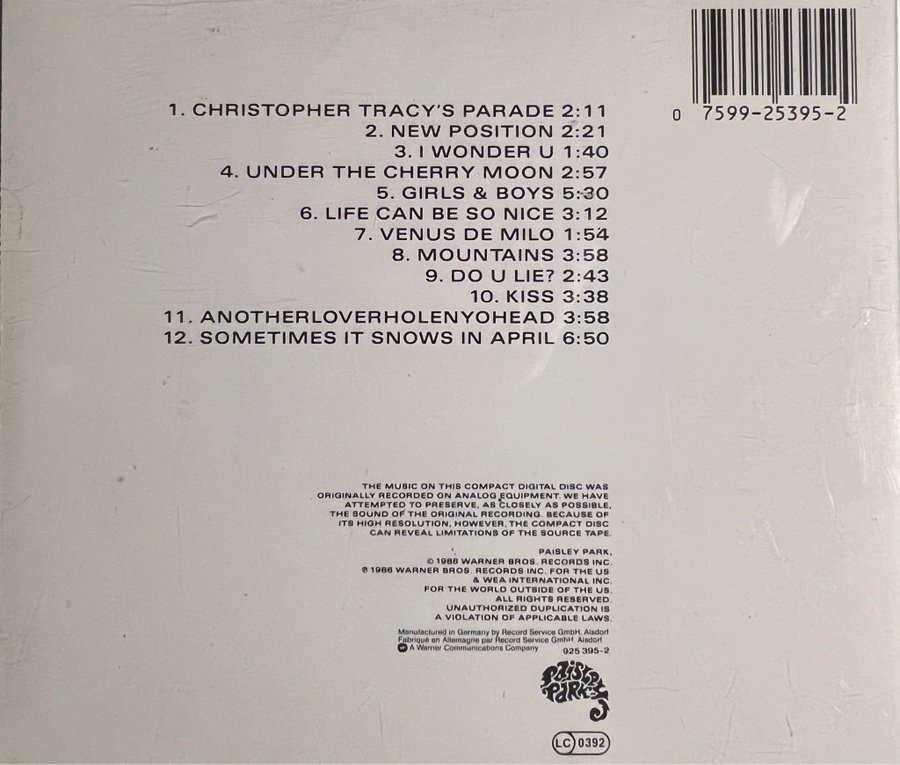 0 7599-25395-2
1. CHRISTOPHER TRACY'S PARADE 2:11
2. NEW POSITION 2:21
3. I WONDER U 1:40
4. UNDER THE CHERRY MOON 2:57
5. GIRLS & BOYS 5:30
6. LIFE CAN BE SO NICE 3:12
7. VENUS DE MILO 1:54
8. MOUNTAINS 3:58
9. DO U LIE? 2:43
10. KISS 3:38
11. ANOTHERLOVERHOLENYOHEAD 3:58
12. SOMETIMES IT SNOWS IN APRIL 6:50
THE MUSIC ON THIS COMPACT DIGITAL DISC WAS
ORIGINALLY RECORDED ON ANALOG EQUIPMENT. WE HAVE
ATTEMPTED TO PRESERVE, AS CLOSELY AS POSSIBLE,
THE SOUND OF THE ORIGINAL RECORDING. BECAUSE OF
ITS HIGH RESOLUTION, HOWEVER, THE COMPACT DISC
CAN REVEAL LIMITATIONS OF THE SOURCE TAPE.
PAISLEY PARK,
© 1986 WARNER BROS. RECORDS INC.
℗ 1986 WARNER BROS. RECORDS INC. FOR THE US
& WEA INTERNATIONAL INC.
FOR THE WORLD OUTSIDE OF THE US.
ALL RIGHTS RESERVED.
UNAUTHORIZED DUPLICATION IS
A VIOLATION OF APPLICABLE LAWS.
Manufactured in Germany by Record Service GmbH, Alsdorf
Fabriqué en Allemagne par Record Service GmbH, Alsdorf
A Warner Communications Company
925 395-2
PAISLEY
PARK
LC 0392